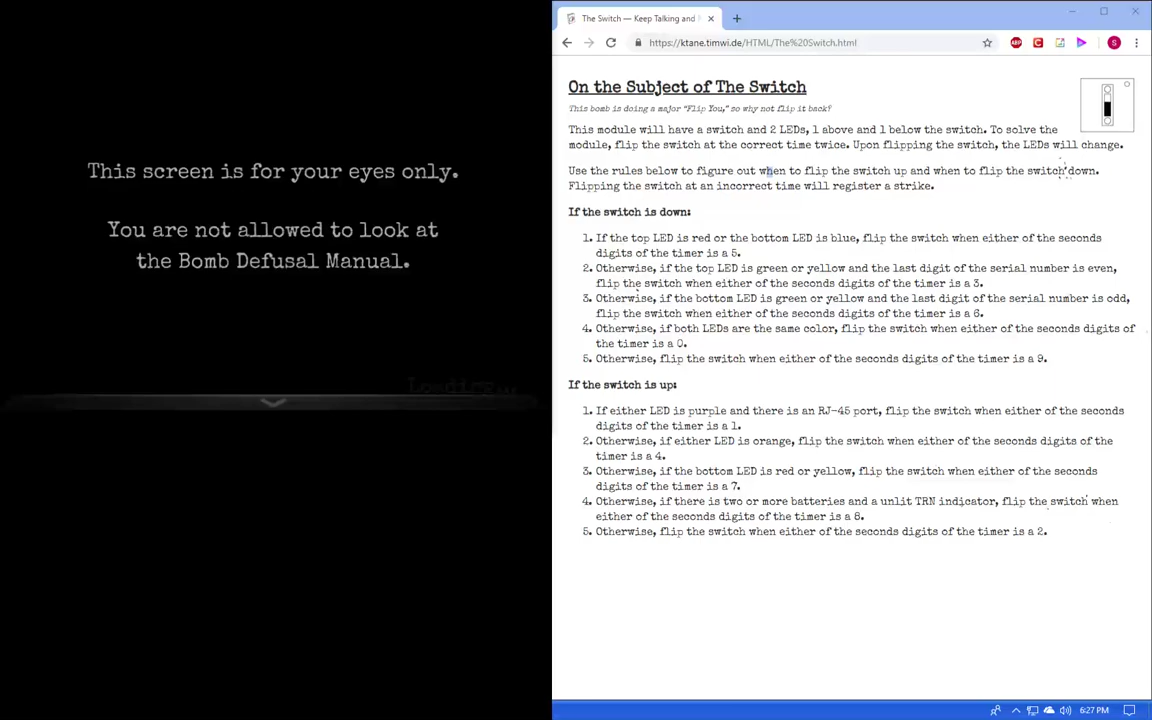 This screen is for your eyes only.
You are not allowed to look at
the Bomb Defusal Manual.
Loading...
The Switch — Keep Talking and
https://ktane.timwi.de/HTML/The%20Switch.html
ABP
C
S
On the Subject of The Switch
This bomb is doing a major “Flip You,” so why not flip it back?
This module will have a switch and 2 LEDs, 1 above and 1 below the switch. To solve the
module, flip the switch at the correct time twice. Upon flipping the switch, the LEDs will change.
Use the rules below to figure out when to flip the switch up and when to flip the switch down.
Flipping the switch at an incorrect time will register a strike.
If the switch is down:
1. If the top LED is red or the bottom LED is blue, flip the switch when either of the seconds
digits of the timer is a 5.
2. Otherwise, if the top LED is green or yellow and the last digit of the serial number is even,
flip the switch when either of the seconds digits of the timer is a 3.
3. Otherwise, if the bottom LED is green or yellow and the last digit of the serial number is odd,
flip the switch when either of the seconds digits of the timer is a 6.
4. Otherwise, if both LEDs are the same color, flip the switch when either of the seconds digits of
the timer is a 0.
5. Otherwise, flip the switch when either of the seconds digits of the timer is a 9.
If the switch is up:
1. If either LED is purple and there is an RJ-45 port, flip the switch when either of the seconds
digits of the timer is a 1.
2. Otherwise, if either LED is orange, flip the switch when either of the seconds digits of the
timer is a 4.
3. Otherwise, if the bottom LED is red or yellow, flip the switch when either of the seconds
digits of the timer is a 7.
4. Otherwise, if there is two or more batteries and a unlit TRN indicator, flip the switch when
either of the seconds digits of the timer is a 8.
5. Otherwise, flip the switch when either of the seconds digits of the timer is a 2.
6:27 PM